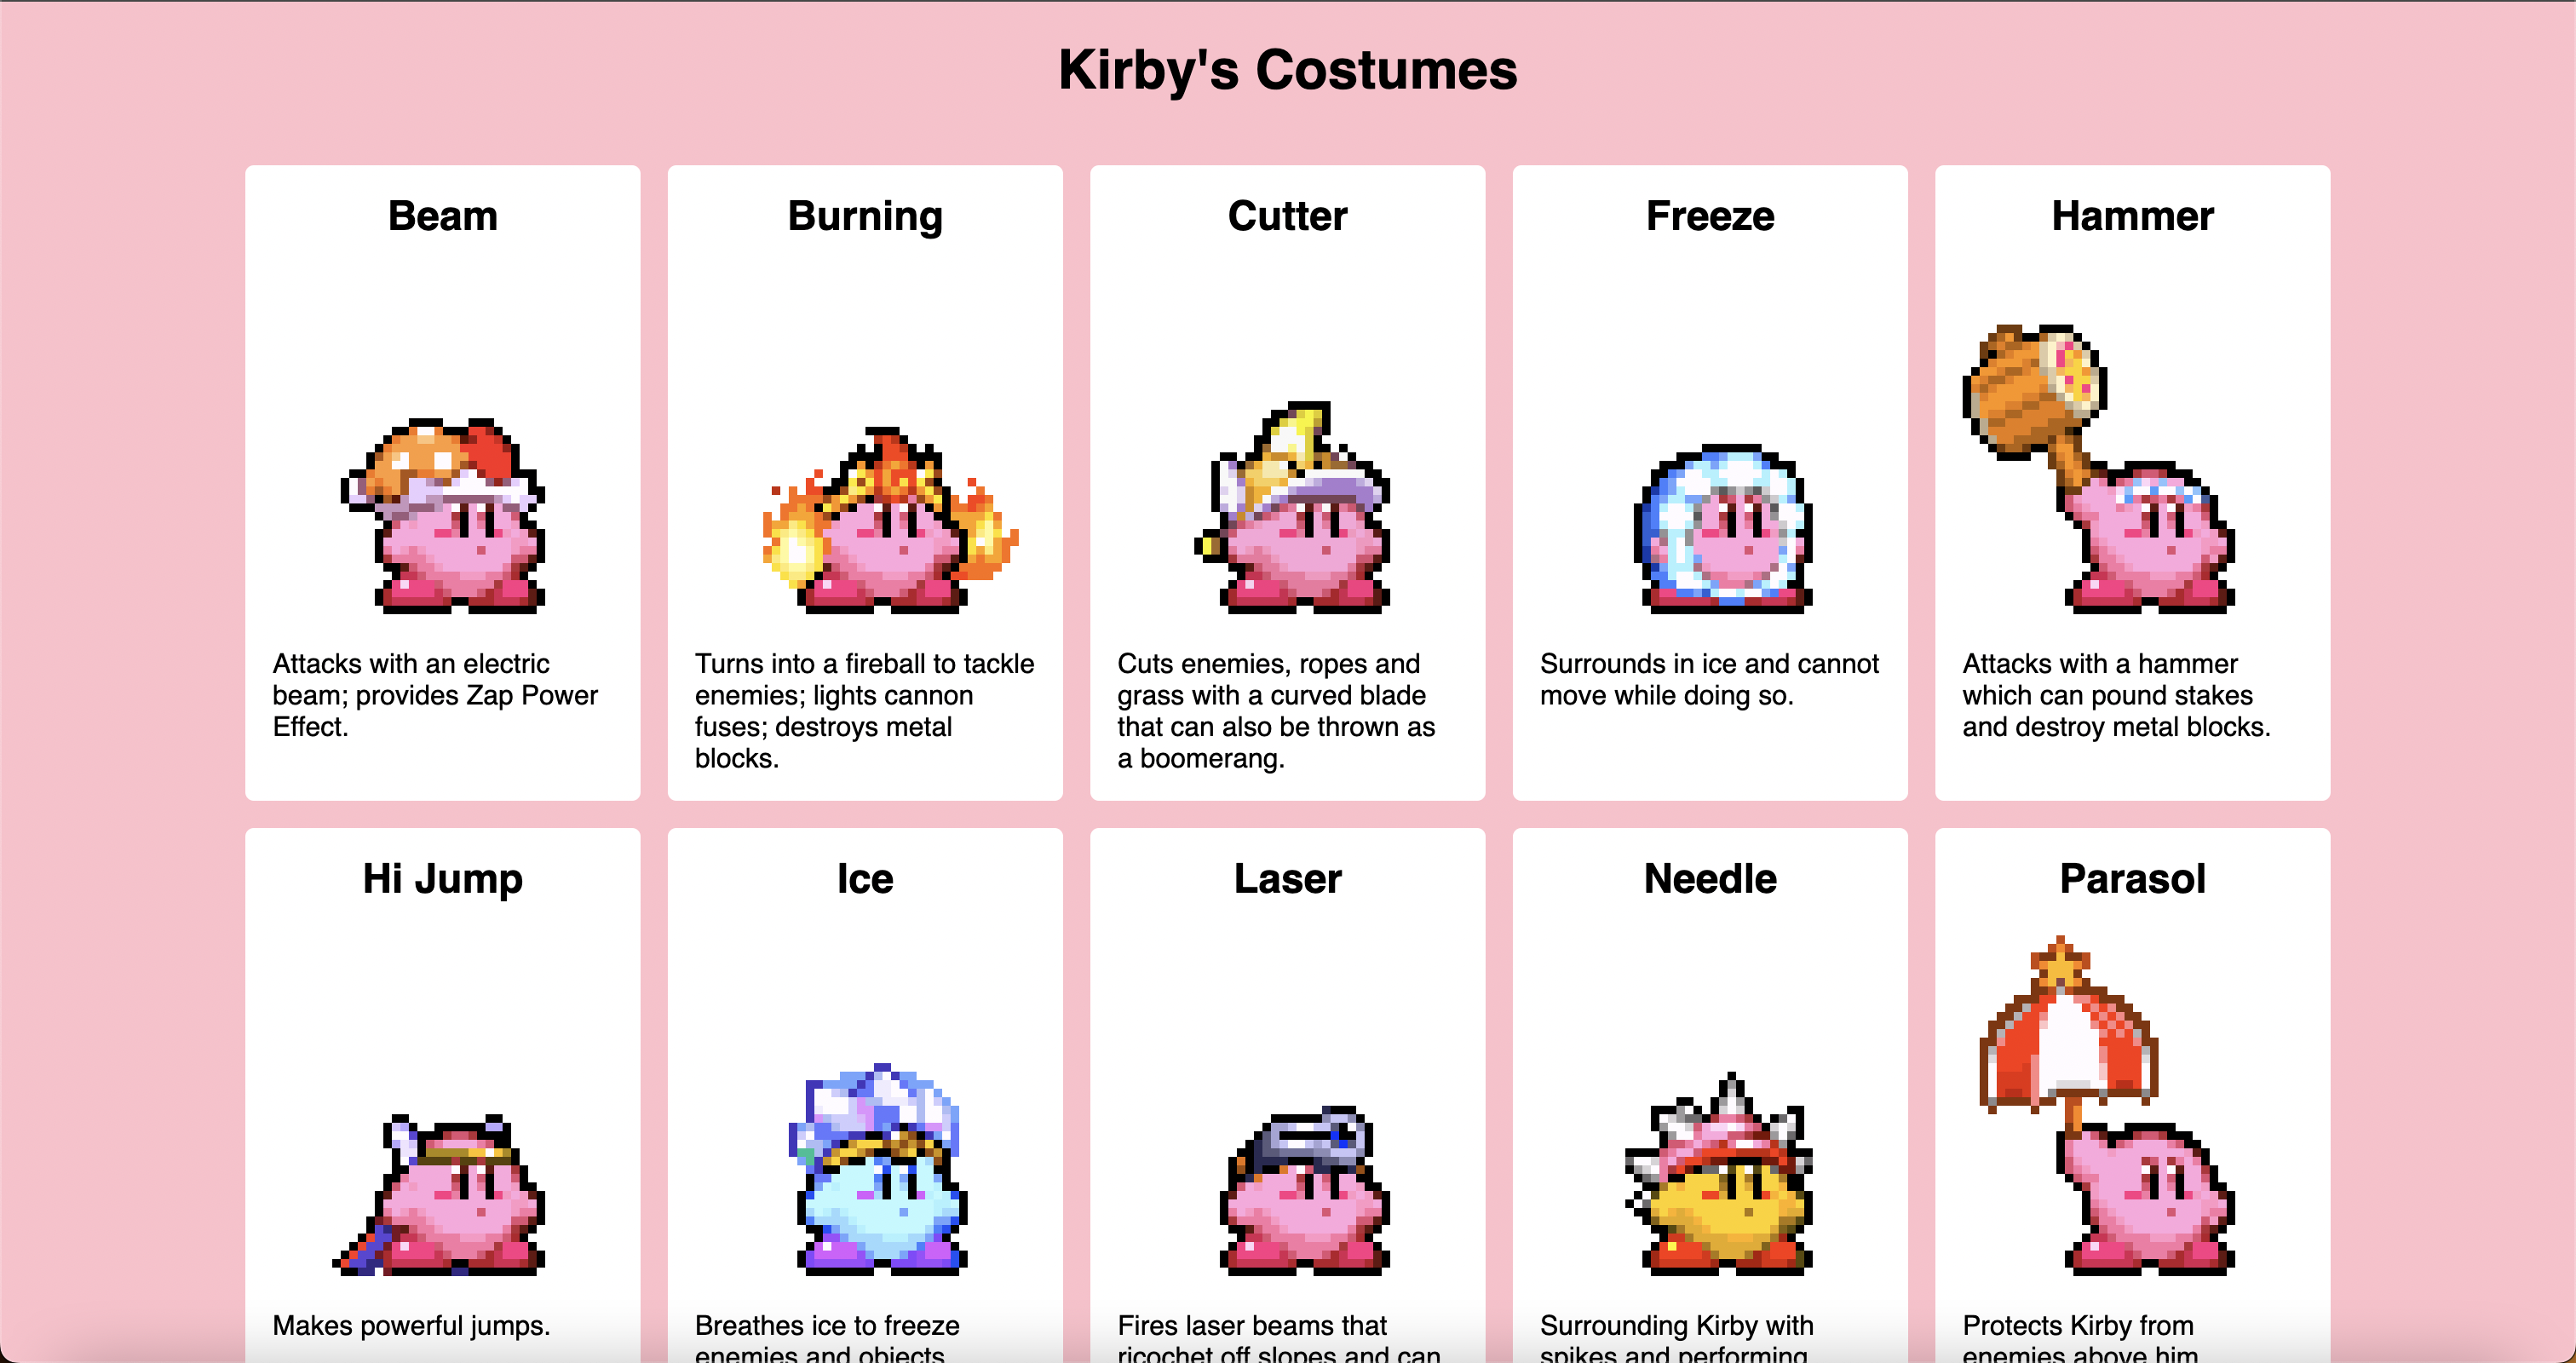 Kirby's Costumes
Beam
Attacks with an electric
beam; provides Zap Power
Effect.
Burning
Turns into a fireball to tackle
enemies; lights cannon
fuses; destroys metal
blocks.
Cutter
Cuts enemies, ropes and
grass with a curved blade
that can also be thrown as
a boomerang.
Freeze
Surrounds in ice and cannot
move while doing so.
Hammer
Attacks with a hammer
which can pound stakes
and destroy metal blocks.
Hi Jump
Makes powerful jumps.
Ice
Breathes ice to freeze
enemies and objects
Laser
Fires laser beams that
ricochet off slopes and can
Needle
Surrounding Kirby with
spikes and performing
Parasol
Protects Kirby from
enemies above him